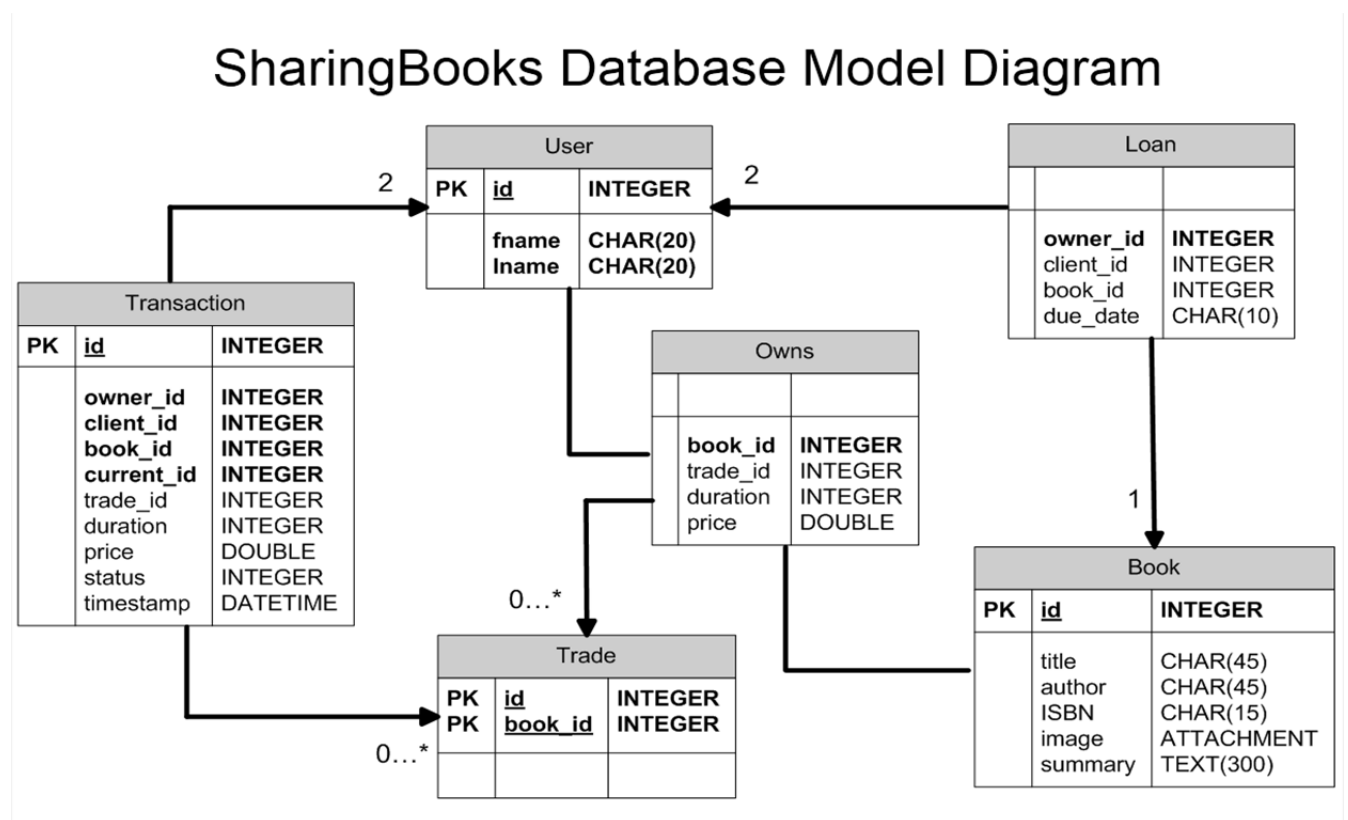 SharingBooks Database Model Diagram
User
PK id INTEGER
fname CHAR(20)
lname CHAR(20)
2
2
Loan
owner_id INTEGER
client_id INTEGER
book_id INTEGER
due_date CHAR(10)
Transaction
PK id INTEGER
owner_id INTEGER
client_id INTEGER
book_id INTEGER
current_id INTEGER
trade_id INTEGER
duration INTEGER
price DOUBLE
status INTEGER
timestamp DATETIME
Owns
book_id INTEGER
trade_id INTEGER
duration INTEGER
price DOUBLE
1
0...*
Book
PK id INTEGER
title CHAR(45)
author CHAR(45)
ISBN CHAR(15)
image ATTACHMENT
summary TEXT(300)
Trade
PK id INTEGER
PK book_id INTEGER
0...*